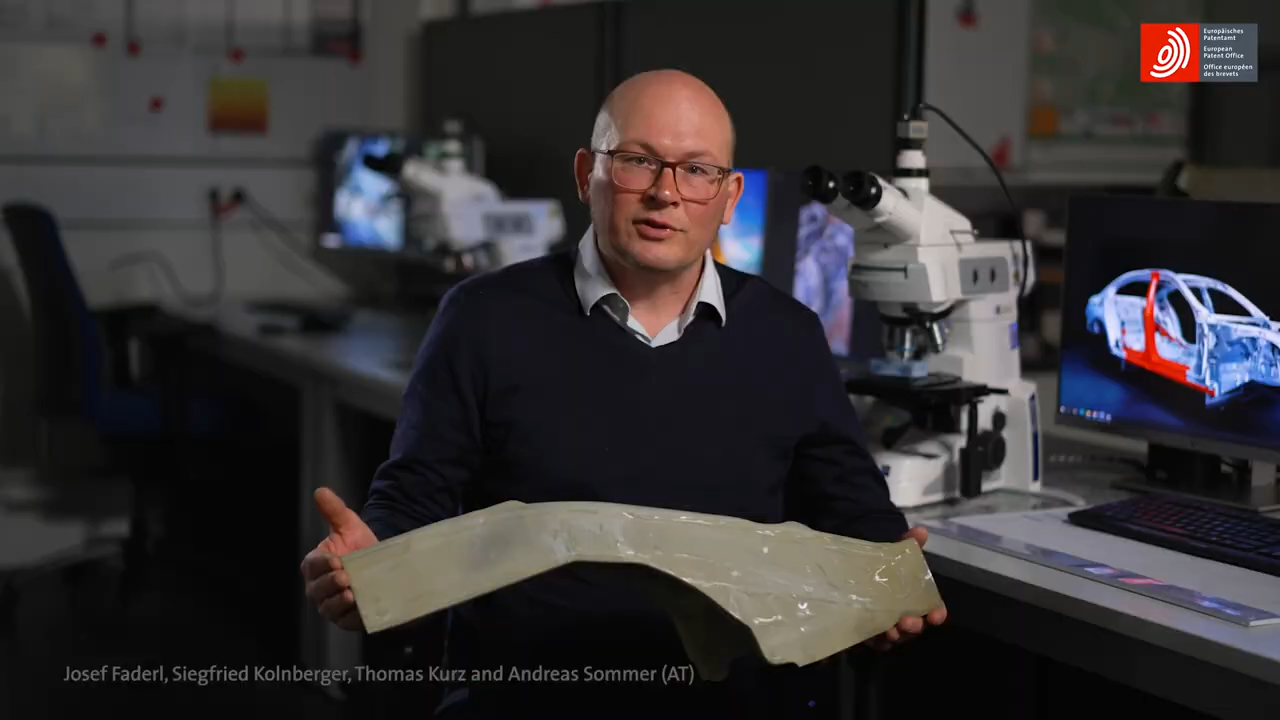 Europäisches
Patentamt
European
Patent Office
Office européen
des brevets
Josef Faderl, Siegfried Kolnberger, Thomas Kurz and Andreas Sommer (AT)